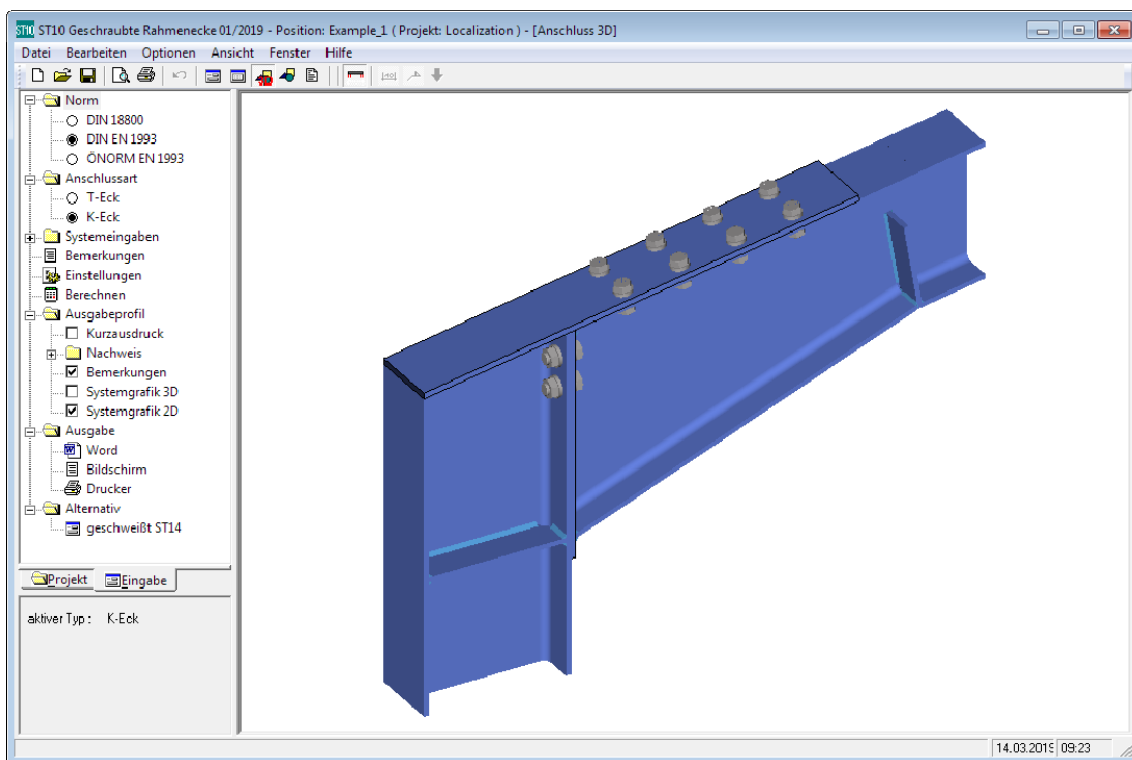 ST10 Geschraubte Rahmenecke 01/2019 - Position: Example_1 ( Projekt: Localization ) - [Anschluss 3D]
Datei Bearbeiten Optionen Ansicht Fenster Hilfe
Norm
DIN 18800
DIN EN 1993
ÖNORM EN 1993
Anschlussart
T-Eck
K-Eck
Systemeingaben
Bemerkungen
Einstellungen
Berechnen
Ausgabeprofil
Kurzausdruck
Nachweis
Bemerkungen
Systemgrafik 3D
Systemgrafik 2D
Ausgabe
Word
Bildschirm
Drucker
Alternativ
geschweißt ST14
Projekt Eingabe
aktiver Typ : K-Eck
14.03.2019 09:23